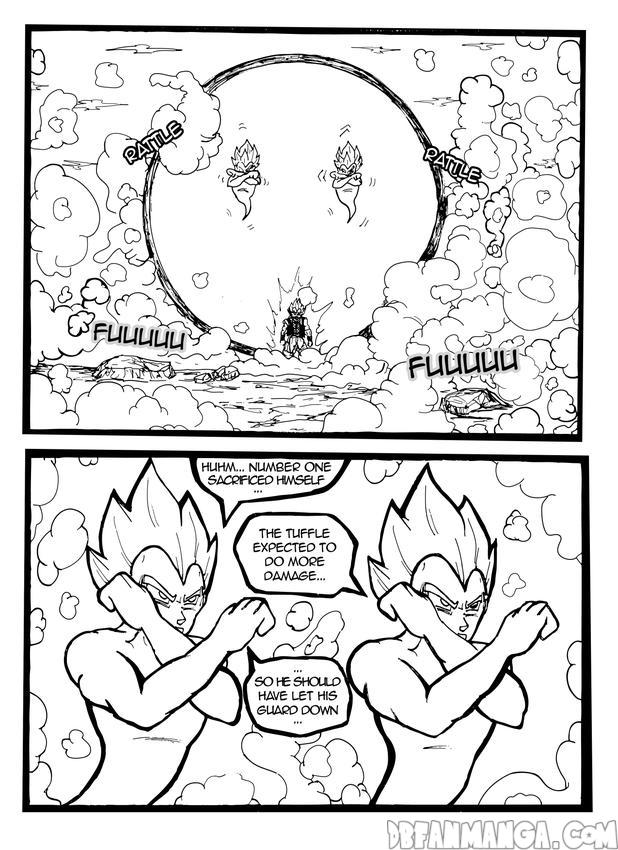 RATTLE
RATTLE
FUUUUU
FUUUUU
HUHM... NUMBER ONE
SACRIFICED HIMSELF
...
THE TUFFLE
EXPECTED TO
DO MORE
DAMAGE...
...
SO HE SHOULD
HAVE LET HIS
GUARD DOWN
...
DBFANMANGA.COM